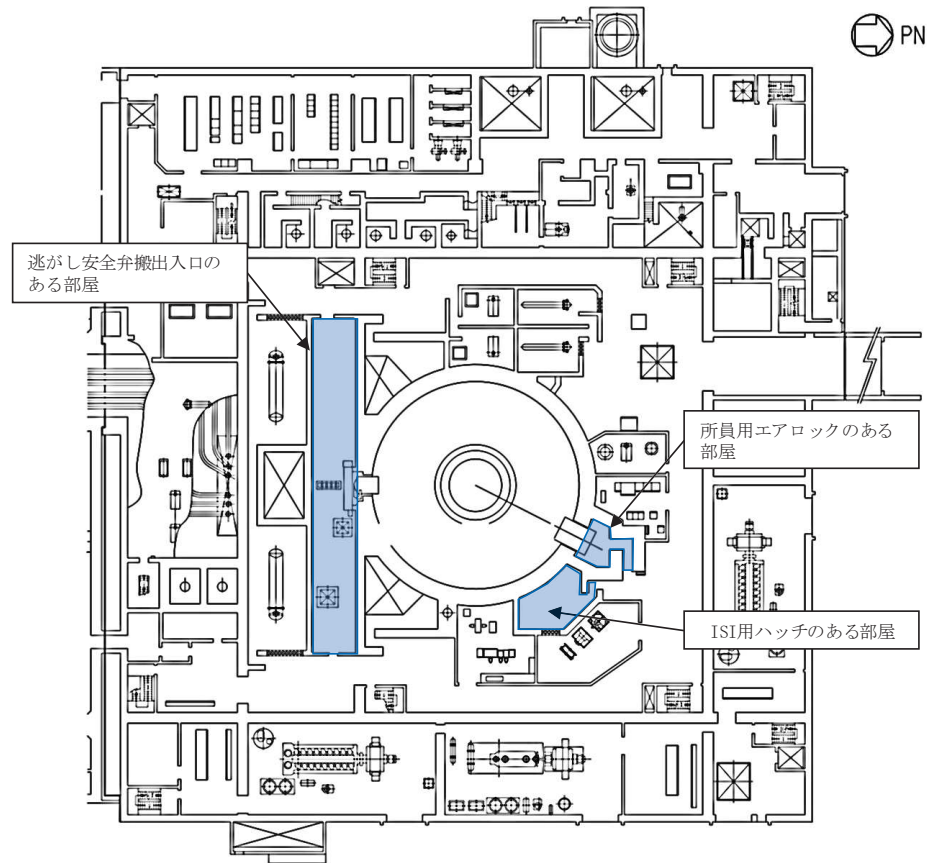 PN
逃がし安全弁搬出入口の
ある部屋
所員用エアロックのある
部屋
ISI用ハッチのある部屋